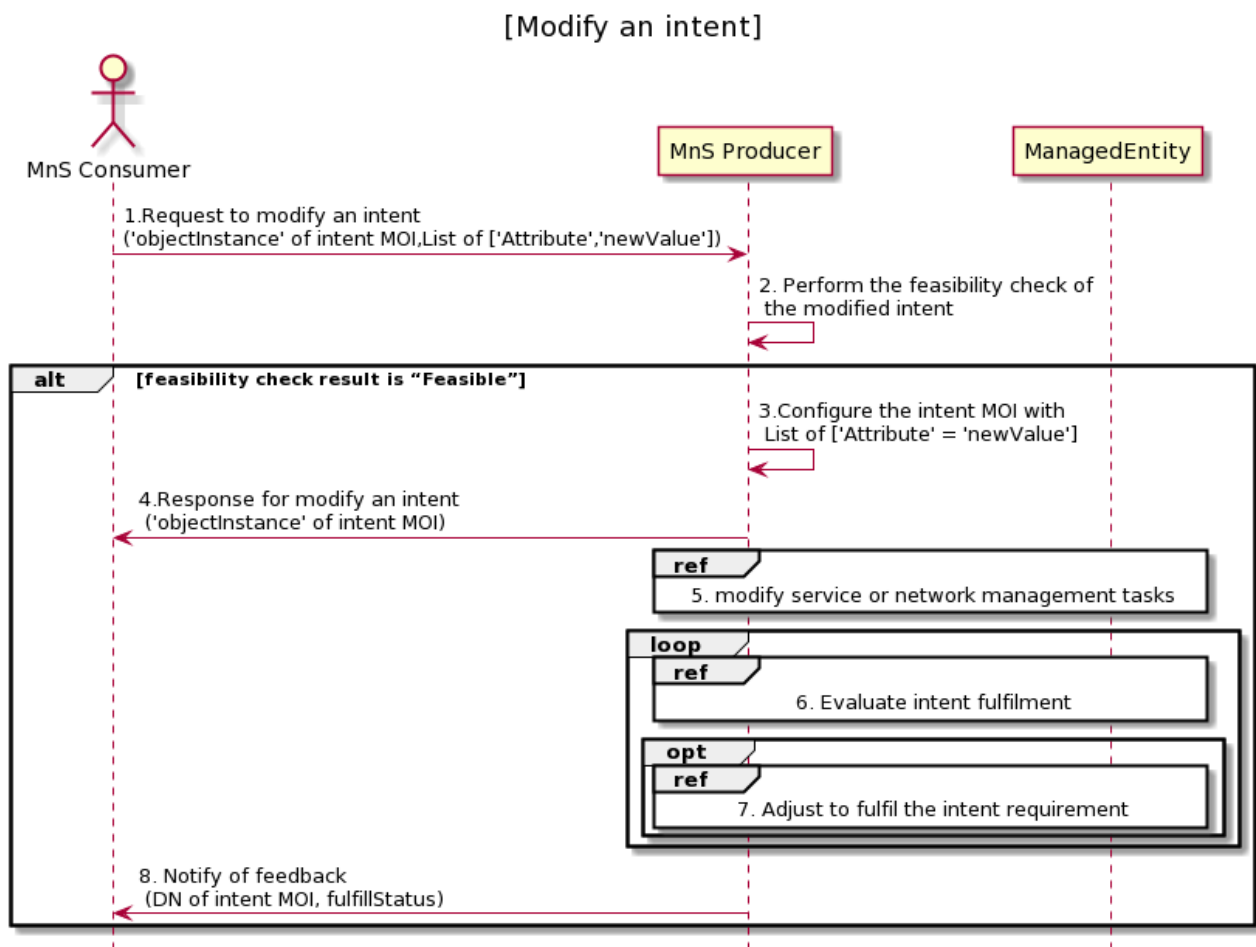 [Modify an intent]
MnS Consumer
MnS Producer
ManagedEntity
1.Request to modify an intent
('objectInstance' of intent MOI,List of ['Attribute','newValue'])
2. Perform the feasibility check of
the modified intent
alt
[feasibility check result is “Feasible”]
3.Configure the intent MOI with
List of ['Attribute' = 'newValue']
4.Response for modify an intent
('objectInstance' of intent MOI)
ref
5. modify service or network management tasks
loop
ref
6. Evaluate intent fulfilment
opt
ref
7. Adjust to fulfil the intent requirement
8. Notify of feedback
(DN of intent MOI, fulfillStatus)